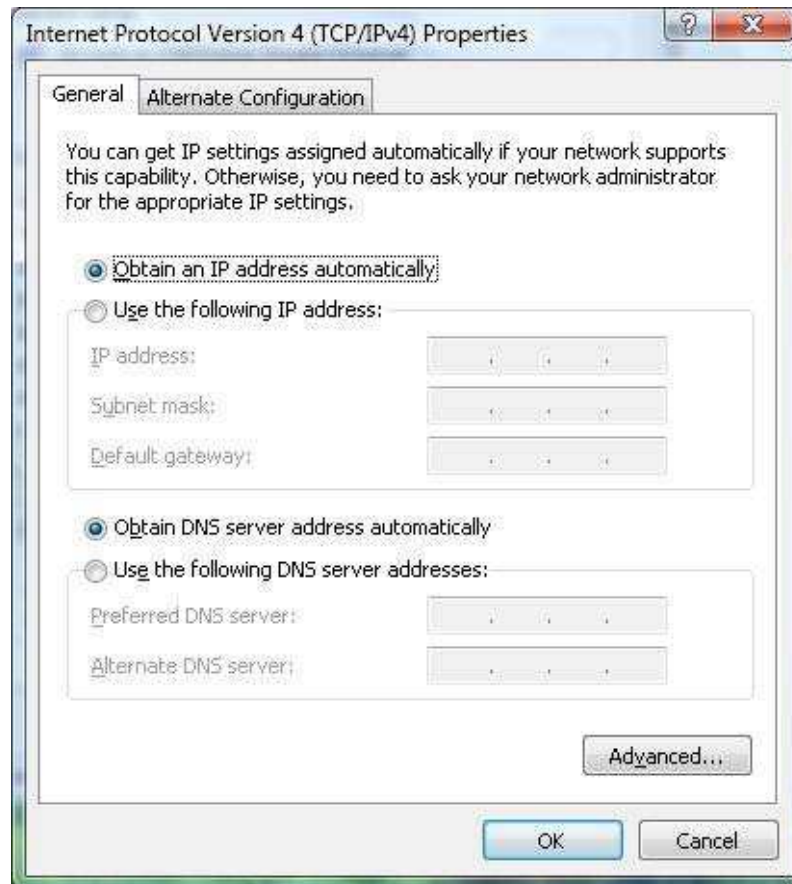 Internet Protocol Version 4 (TCP/IPv4) Properties
General
Alternate Configuration
You can get IP settings assigned automatically if your network supports
this capability. Otherwise, you need to ask your network administrator
for the appropriate IP settings.
Obtain an IP address automatically
Use the following IP address:
IP address:
Subnet mask:
Default gateway:
Obtain DNS server address automatically
Use the following DNS server addresses:
Preferred DNS server:
Alternate DNS server:
Advanced...
OK
Cancel